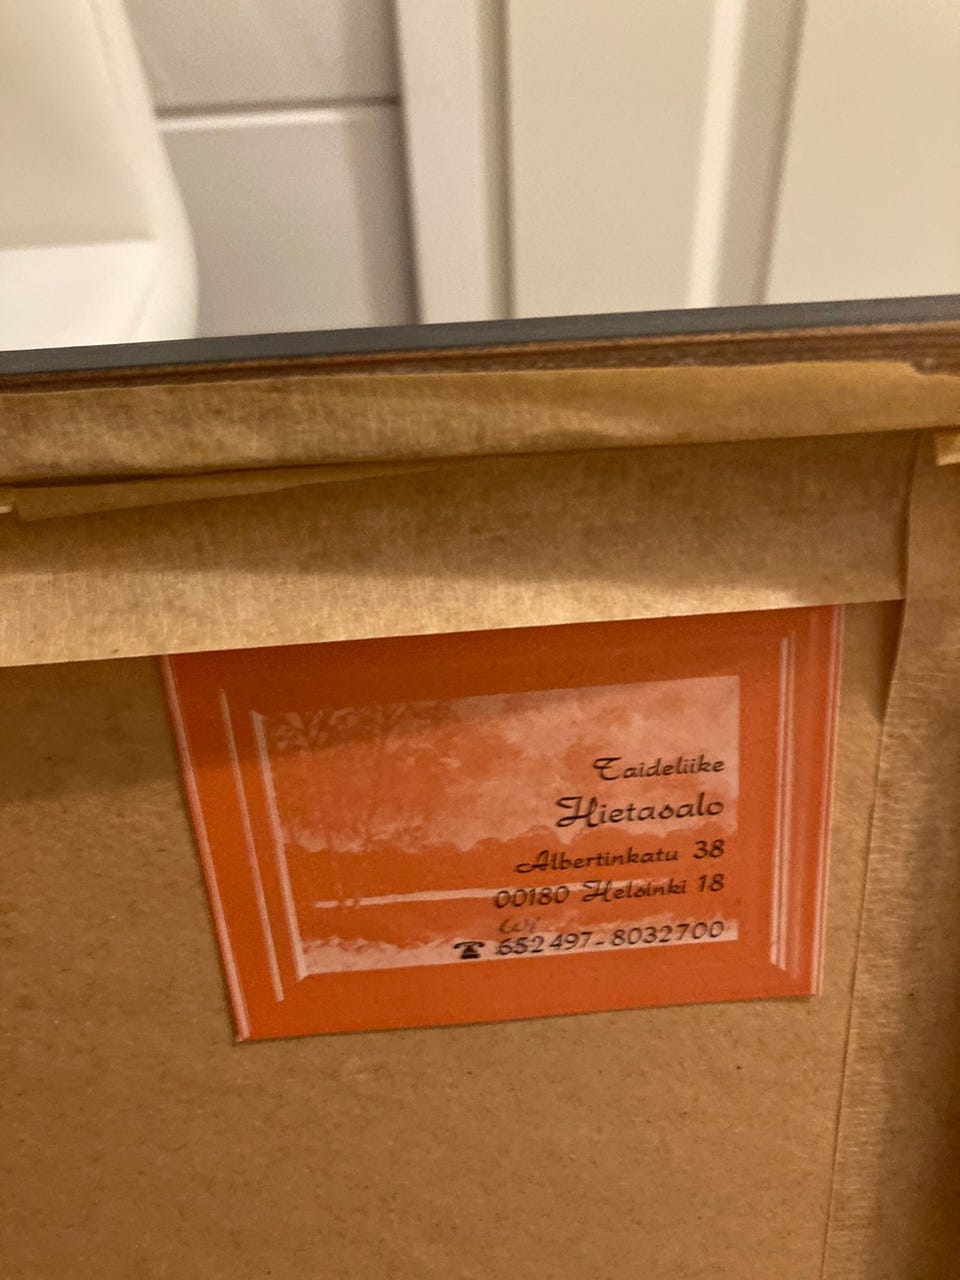 Taideliike
Hietasalo
Albertinkatu 38
00180 Helsinki 18
☎ 652 497 - 8032700